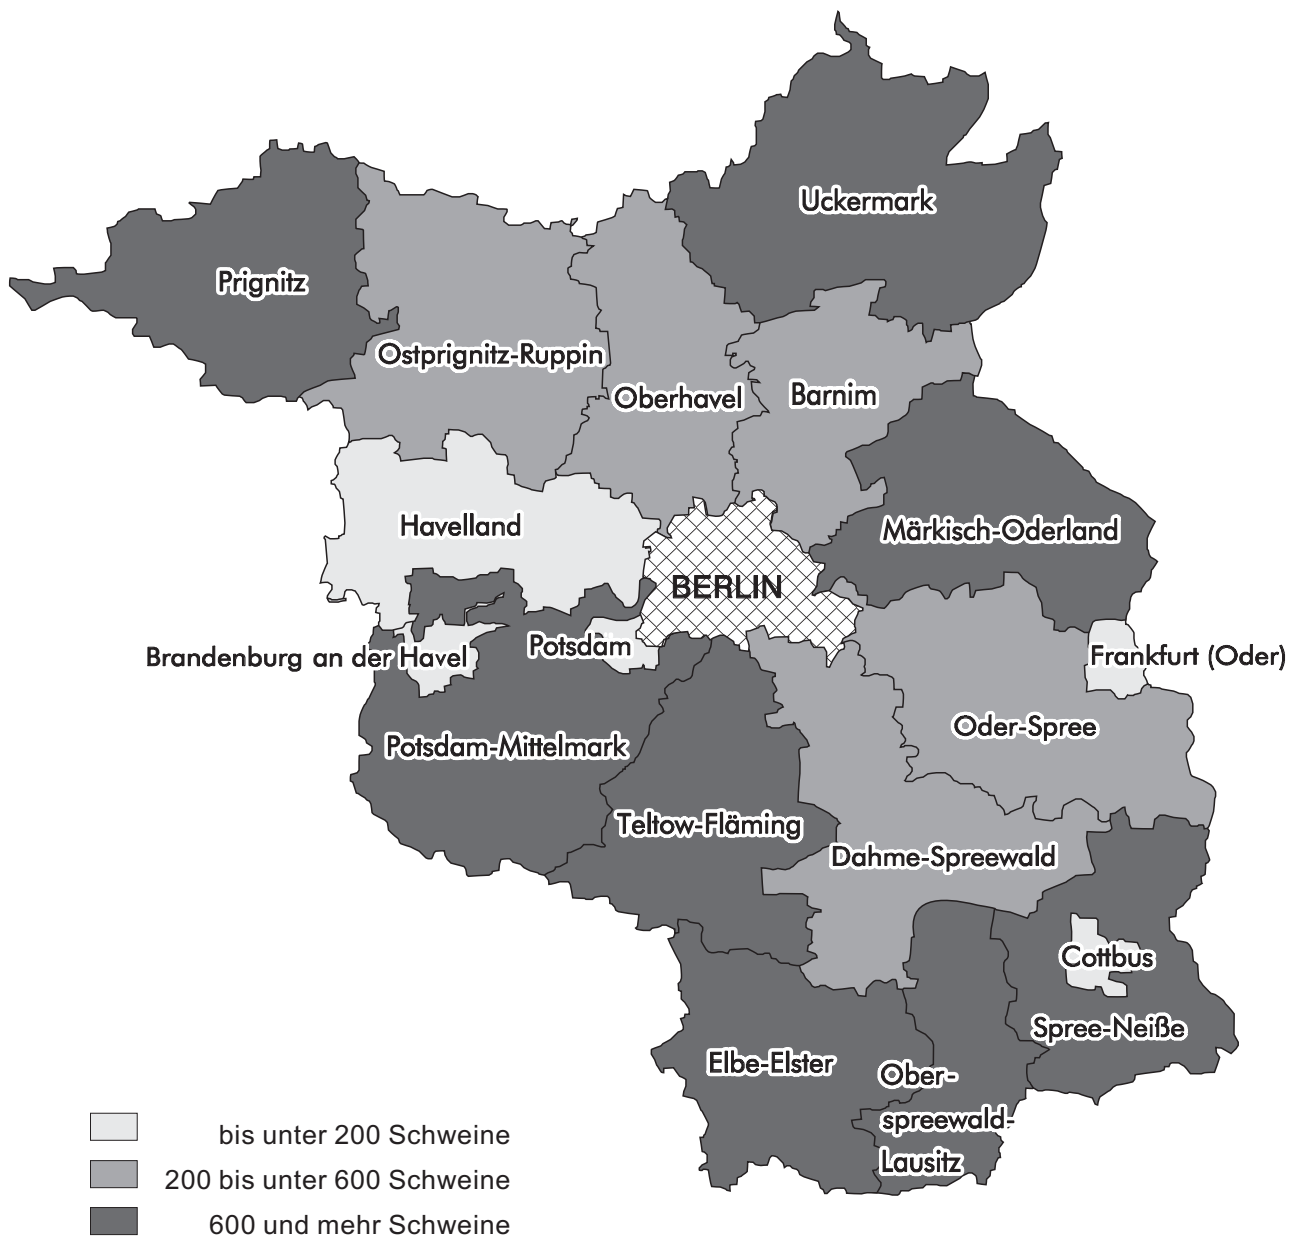 Uckermark
Prignitz
Ostprignitz-Ruppin
Oberhavel
Barnim
Havelland
Märkisch-Oderland
BERLIN
Brandenburg an der Havel
Potsdam
Frankfurt (Oder)
Potsdam-Mittelmark
Oder-Spree
Teltow-Fläming
Dahme-Spreewald
Cottbus
Spree-Neiße
Elbe-Elster
Ober-
spreewald-
Lausitz
bis unter 200 Schweine
200 bis unter 600 Schweine
600 und mehr Schweine